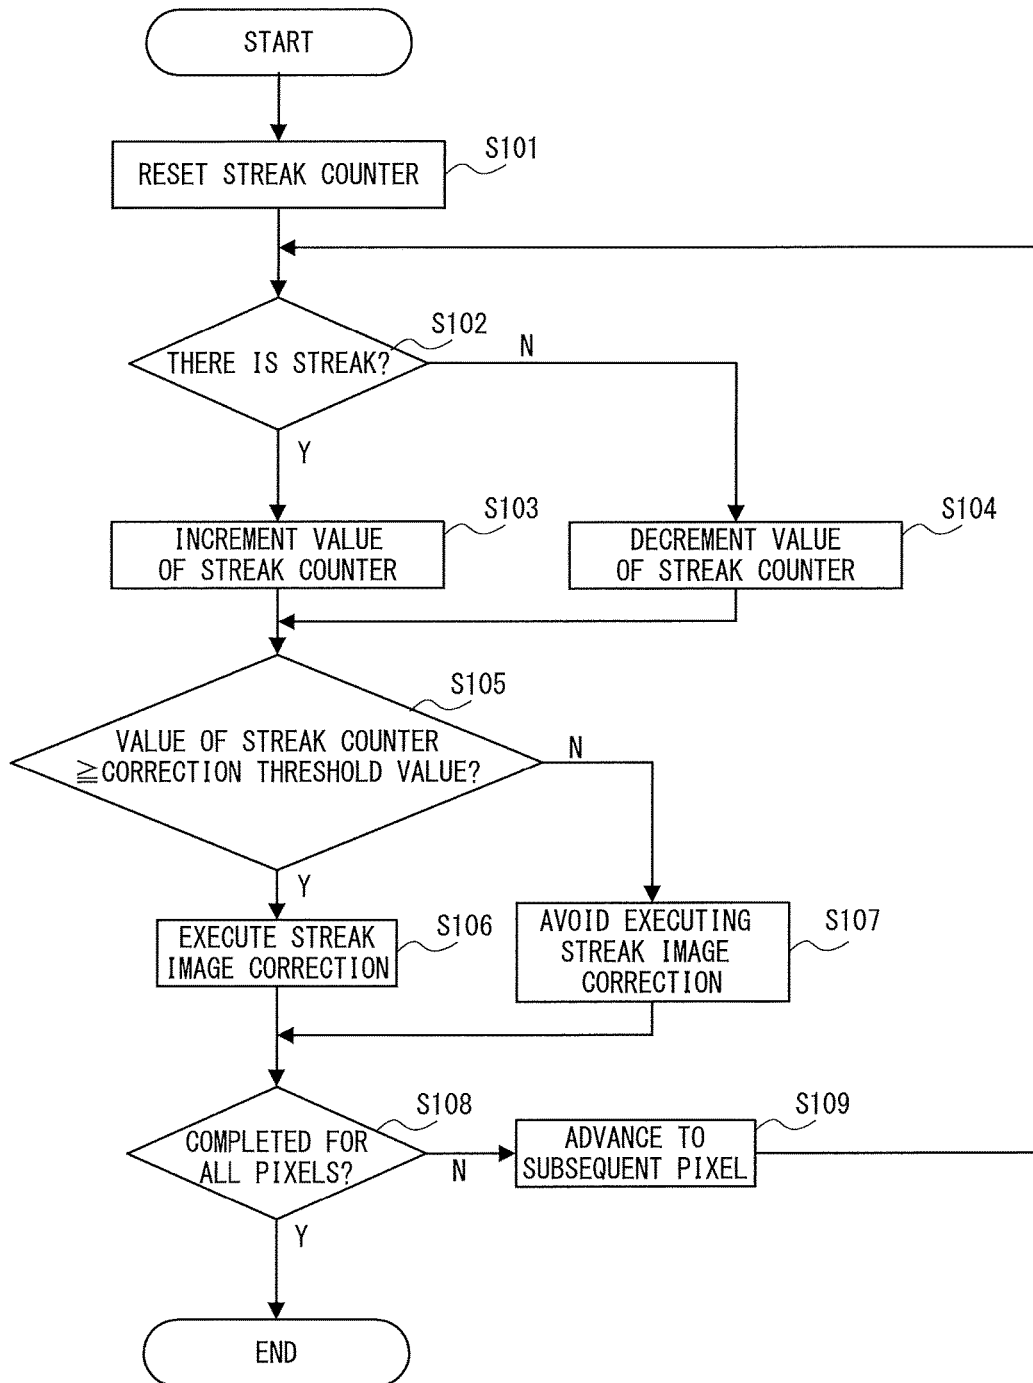 START
S101
RESET STREAK COUNTER
S102
THERE IS STREAK?
N
Y
S103
INCREMENT VALUE
OF STREAK COUNTER
S104
DECREMENT VALUE
OF STREAK COUNTER
S105
VALUE OF STREAK COUNTER
≧CORRECTION THRESHOLD VALUE?
N
Y
S106
EXECUTE STREAK
IMAGE CORRECTION
S107
AVOID EXECUTING
STREAK IMAGE
CORRECTION
S108
COMPLETED FOR
ALL PIXELS?
N
Y
S109
ADVANCE TO
SUBSEQUENT PIXEL
END